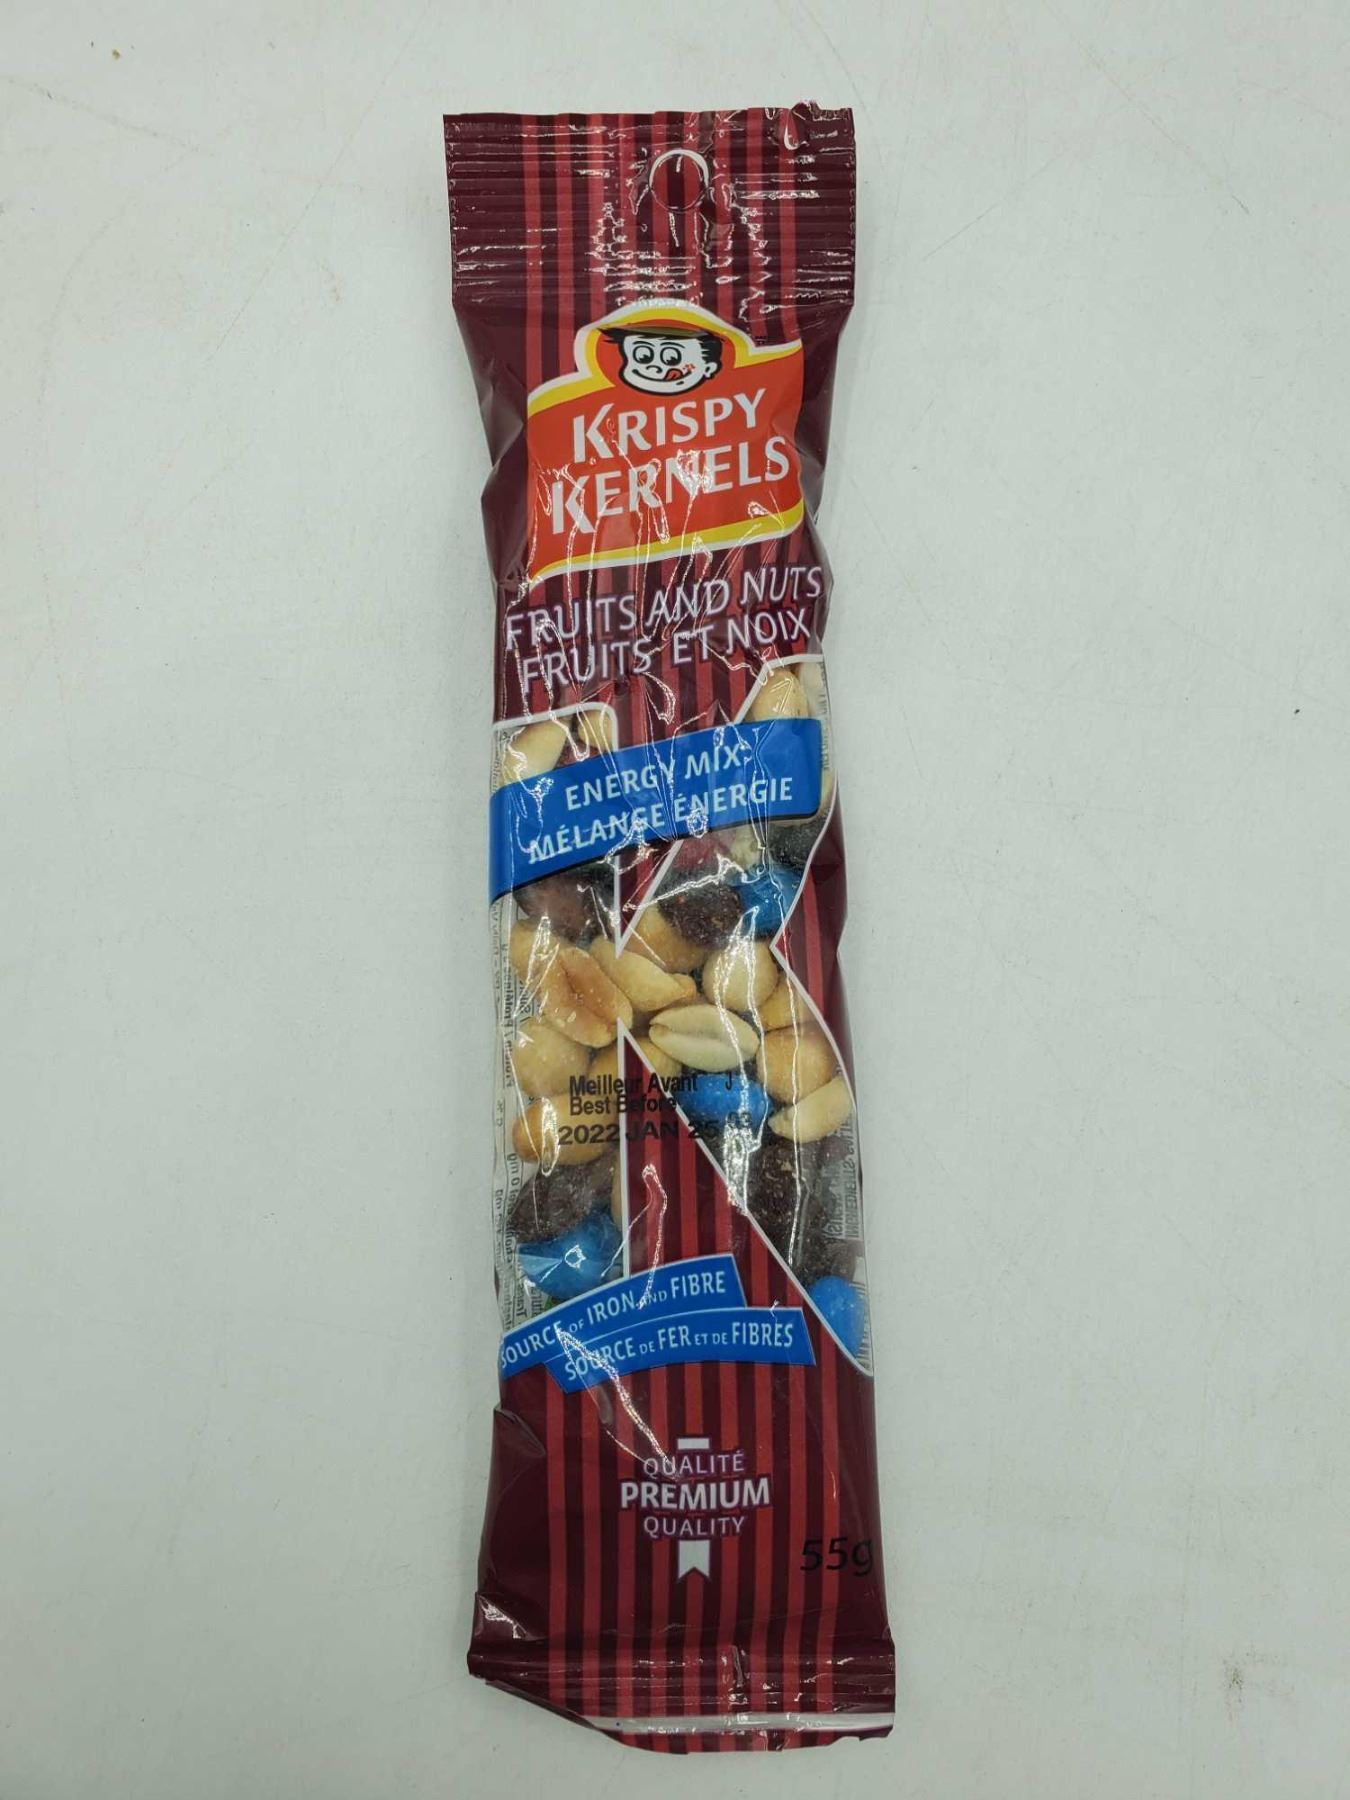 KRISPY
KERNELS
FRUITS AND NUTS
FRUITS ET NOIX
ENERGY MIX
MÉLANGE ÉNERGIE
Meilleur Avant J
Best Before
2022 JAN 25
SOURCE OF IRON AND FIBRE
SOURCE DE FER ET DE FIBRES
QUALITÉ
PREMIUM
QUALITY
55g